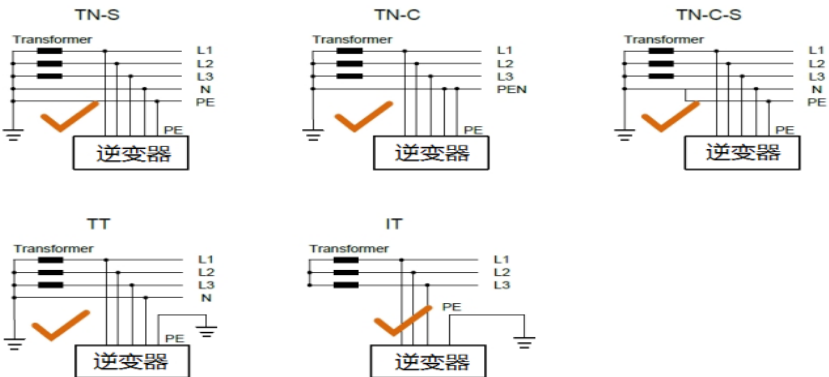 TN-S
Transformer
L1
L2
L3
N
PE
PE
逆变器
TN-C
Transformer
L1
L2
L3
PEN
PE
逆变器
TN-C-S
Transformer
L1
L2
L3
N
PE
PE
逆变器
TT
Transformer
L1
L2
L3
N
PE
逆变器
IT
Transformer
L1
L2
L3
PE
逆变器